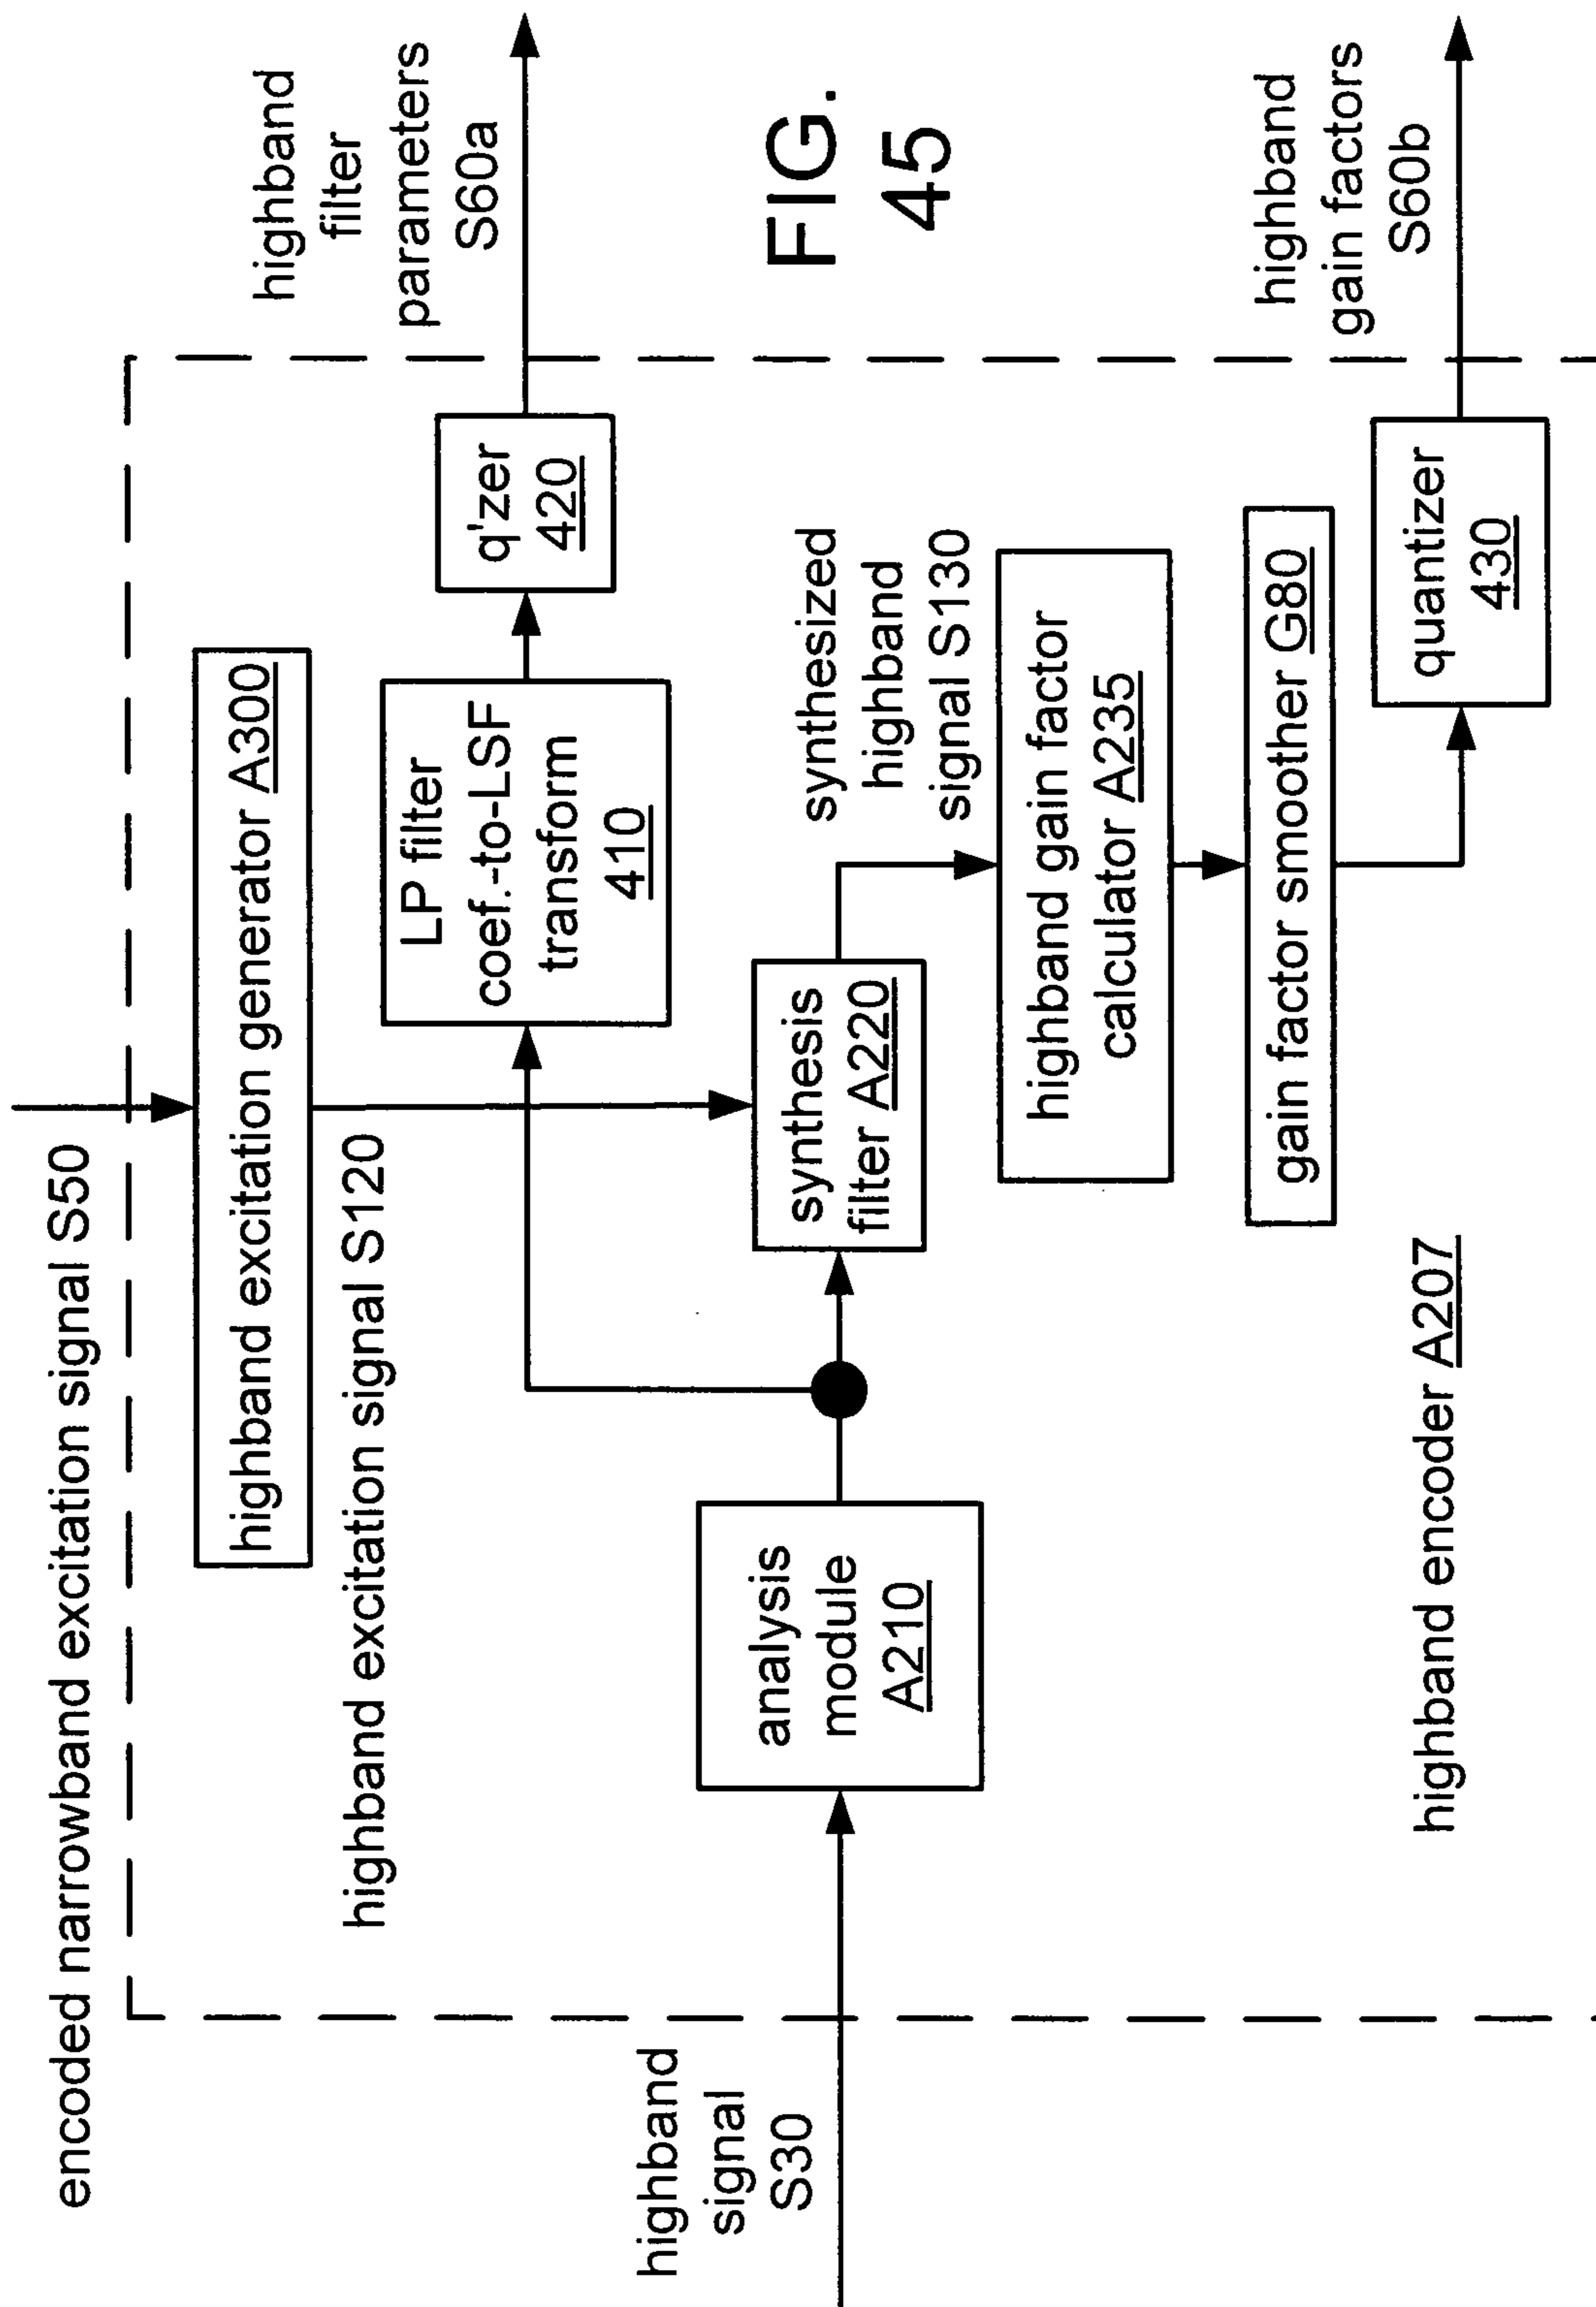 encoded narrowband excitation signal S50
highband excitation generator A300
highband excitation signal S120
highband
filter
parameters
S60a
LP filter
coef.-to-LSF
transform
410
q'zer
420
highband
signal
S30
analysis
module
A210
synthesis
filter A220
synthesized
highband
signal S130
highband gain factor
calculator A235
gain factor smoother G80
quantizer
430
highband
gain factors
S60b
highband encoder A207
FIG.
45